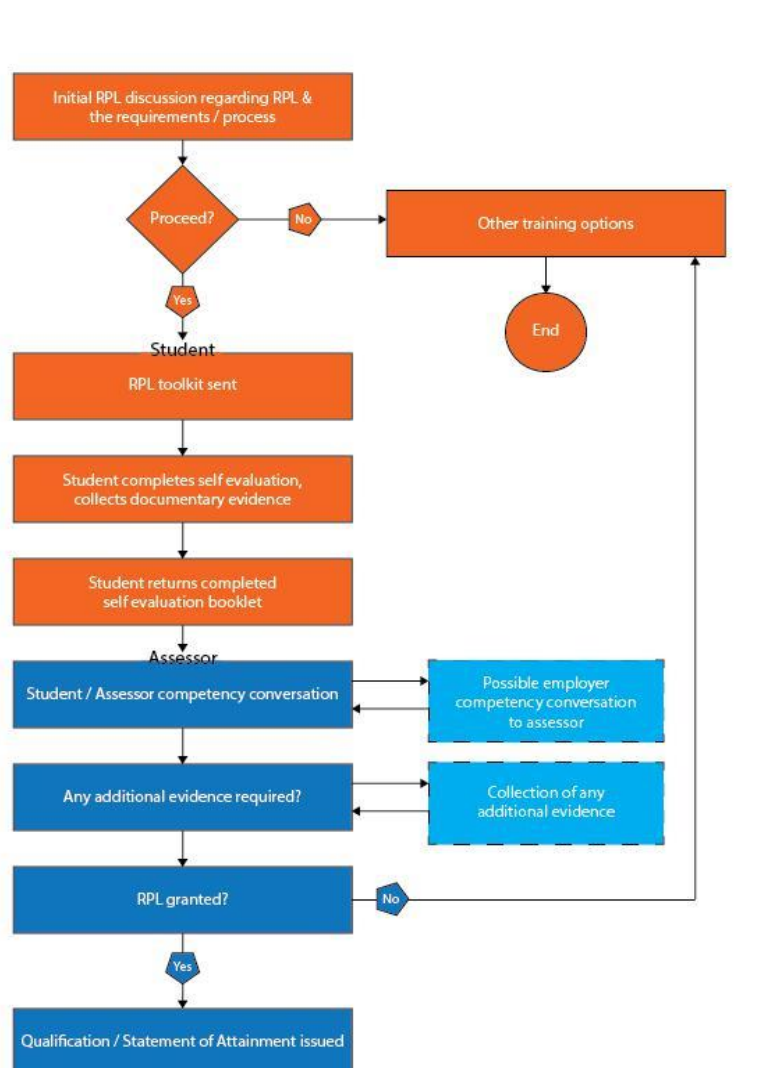 Initial RPL discussion regarding RPL &
the requirements / process
Proceed?
No
Other training options
Yes
End
Student
RPL toolkit sent
Student completes self evaluation,
collects documentary evidence
Student returns completed
self evaluation booklet
Assessor
Student / Assessor competency conversation
Possible employer
competency conversation
to assessor
Any additional evidence required?
Collection of any
additional evidence
RPL granted?
No
Yes
Qualification / Statement of Attainment issued